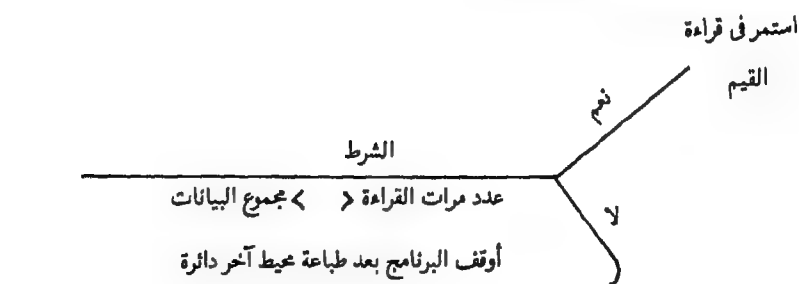 استمر فى قراءة
القيم
نعم
الشرط
عدد مرات القراءة < > مجموع البيانات
لا
أوقف البرنامج بعد طباعة محيط آخر دائرة